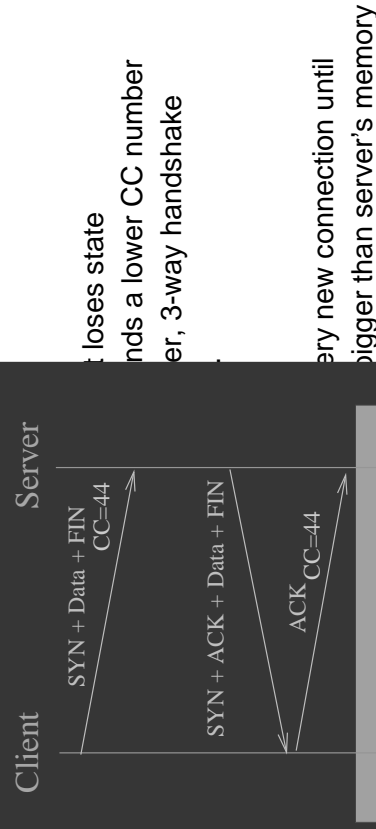 t loses state
nds a lower CC number
er, 3-way handshake
.
ery new connection until
bigger than server's memory
Client
Server
SYN + Data + FIN
CC=44
SYN + ACK + Data + FIN
ACK
CC=44